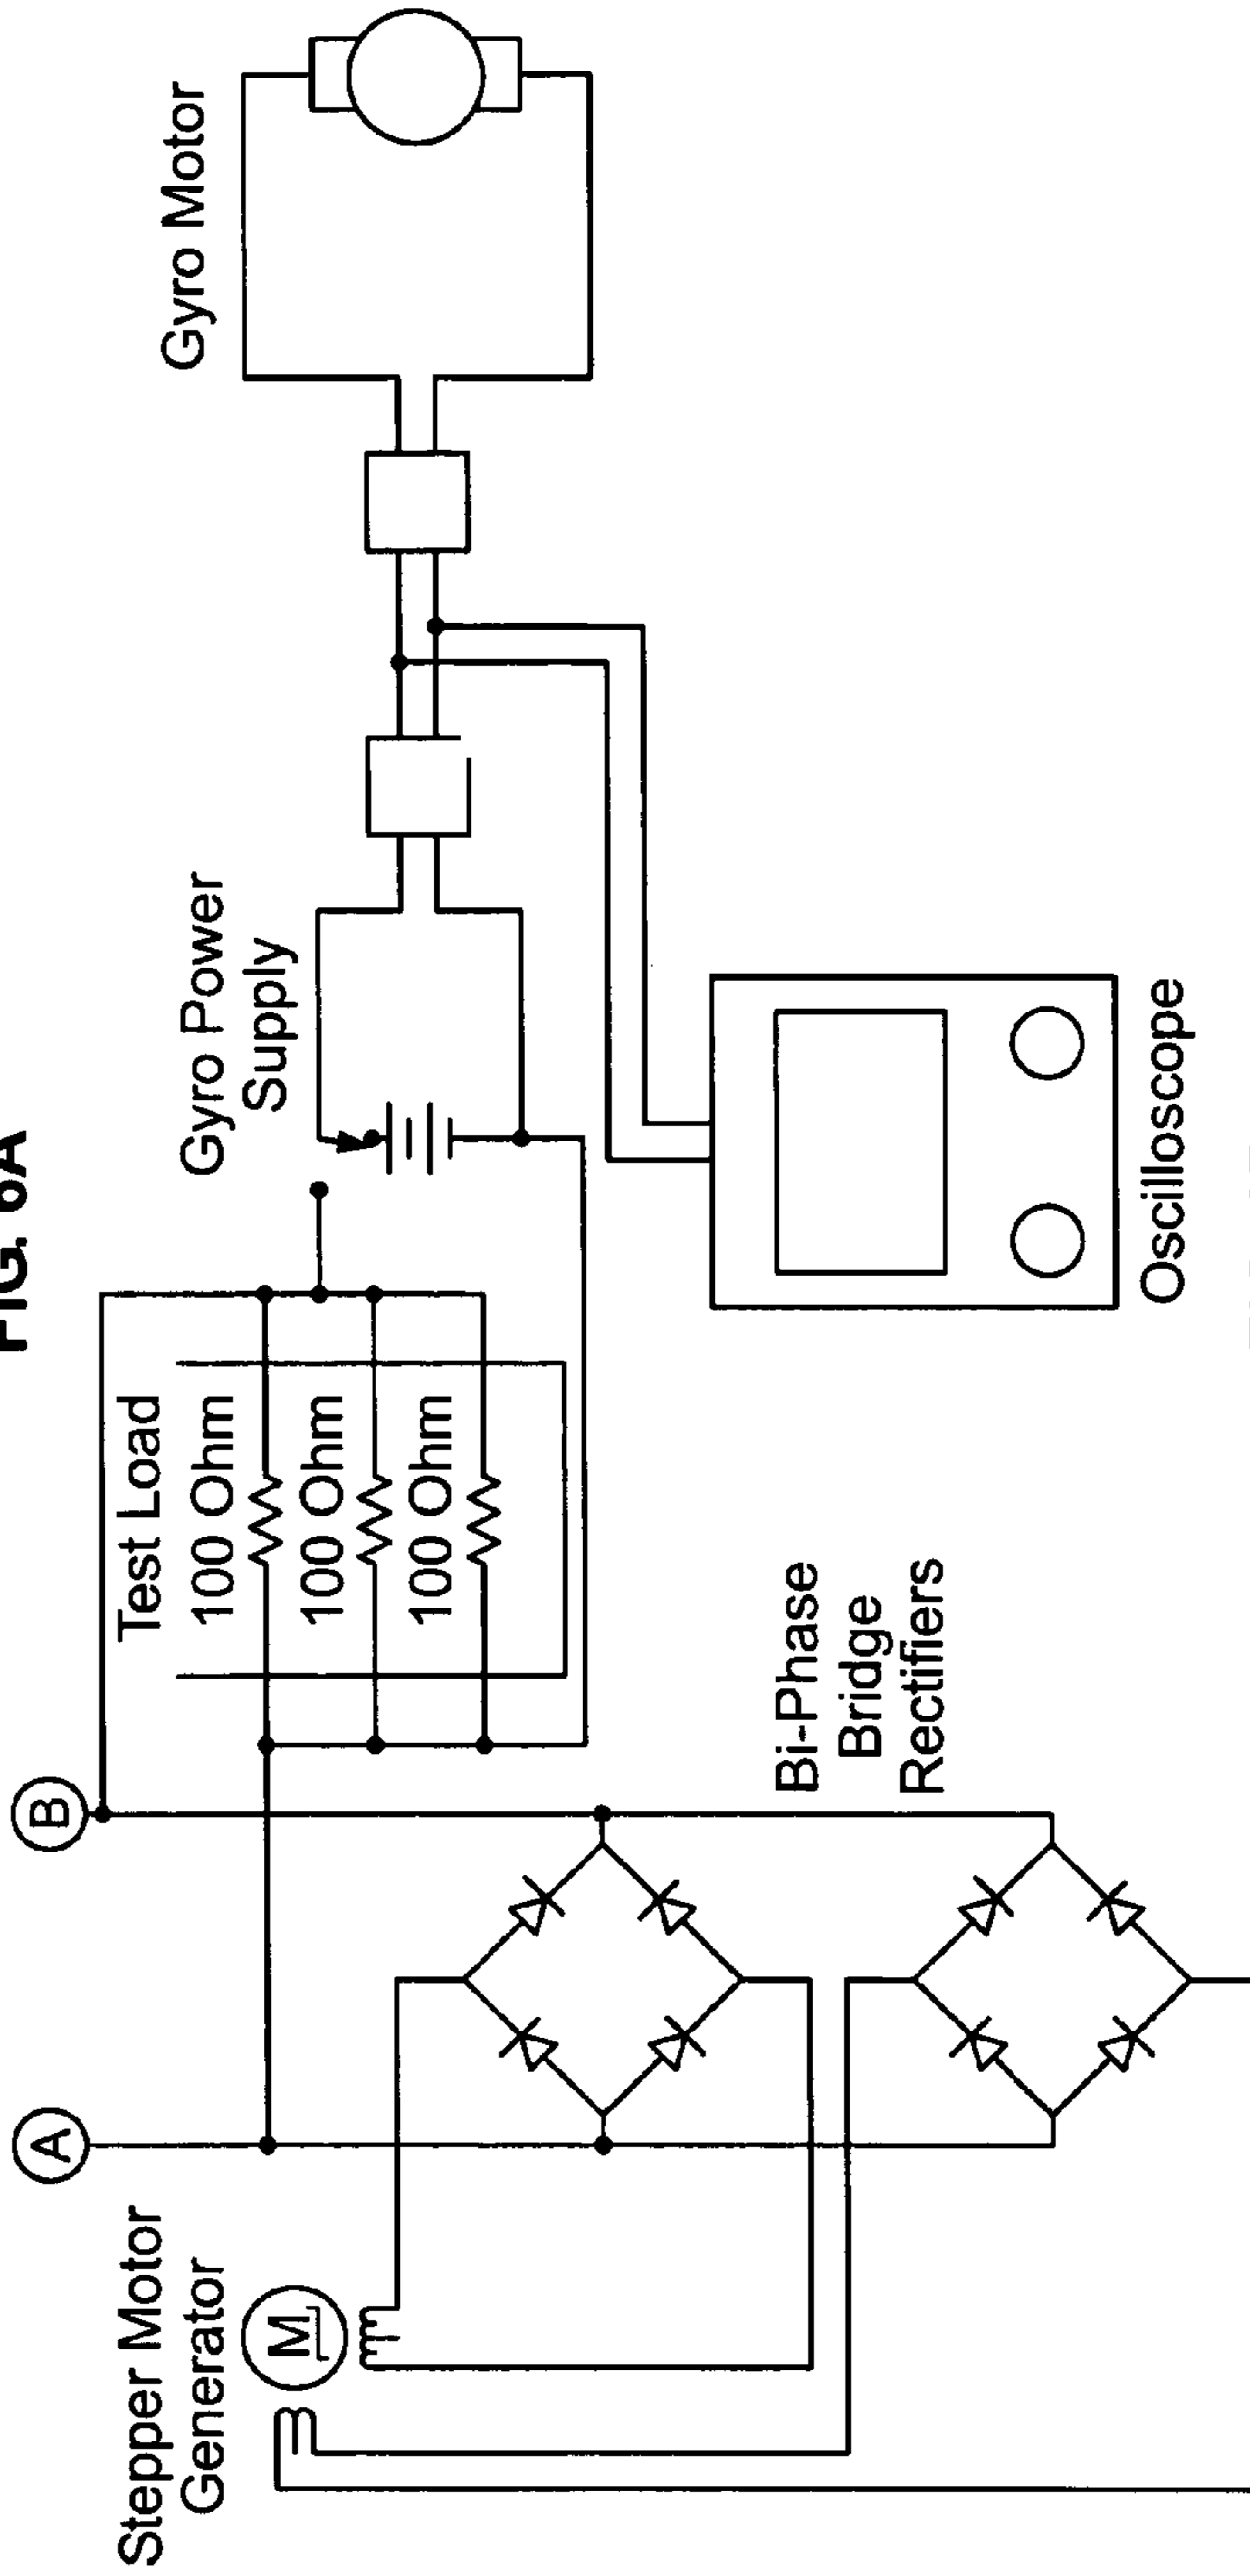 FIG. 6A
A
B
Stepper Motor
Generator
M
Test Load
100 Ohm
100 Ohm
100 Ohm
Gyro Power
Supply
Gyro Motor
Bi-Phase
Bridge
Rectifiers
Oscilloscope